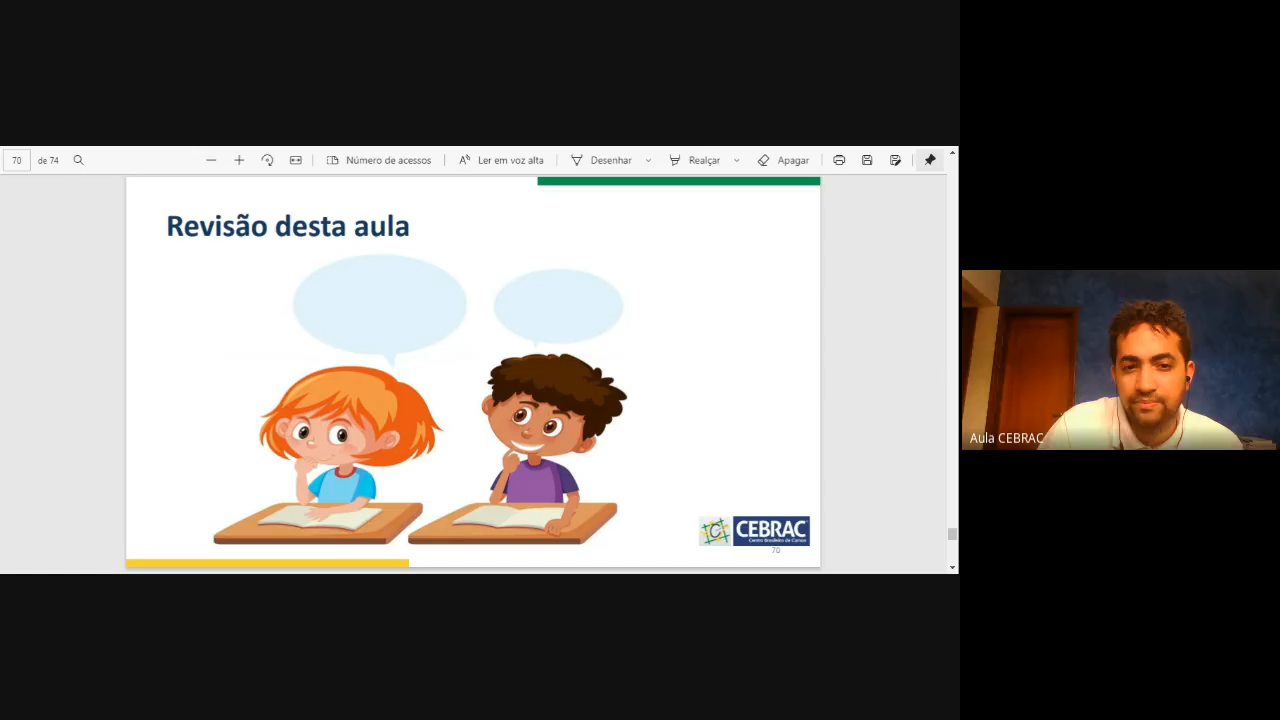 70 de 74 Número de acessos Ler em voz alta Desenhar Realçar Apagar
Revisão desta aula
C CEBRAC
Centro Brasileiro de Cursos
70
Aula CEBRAC